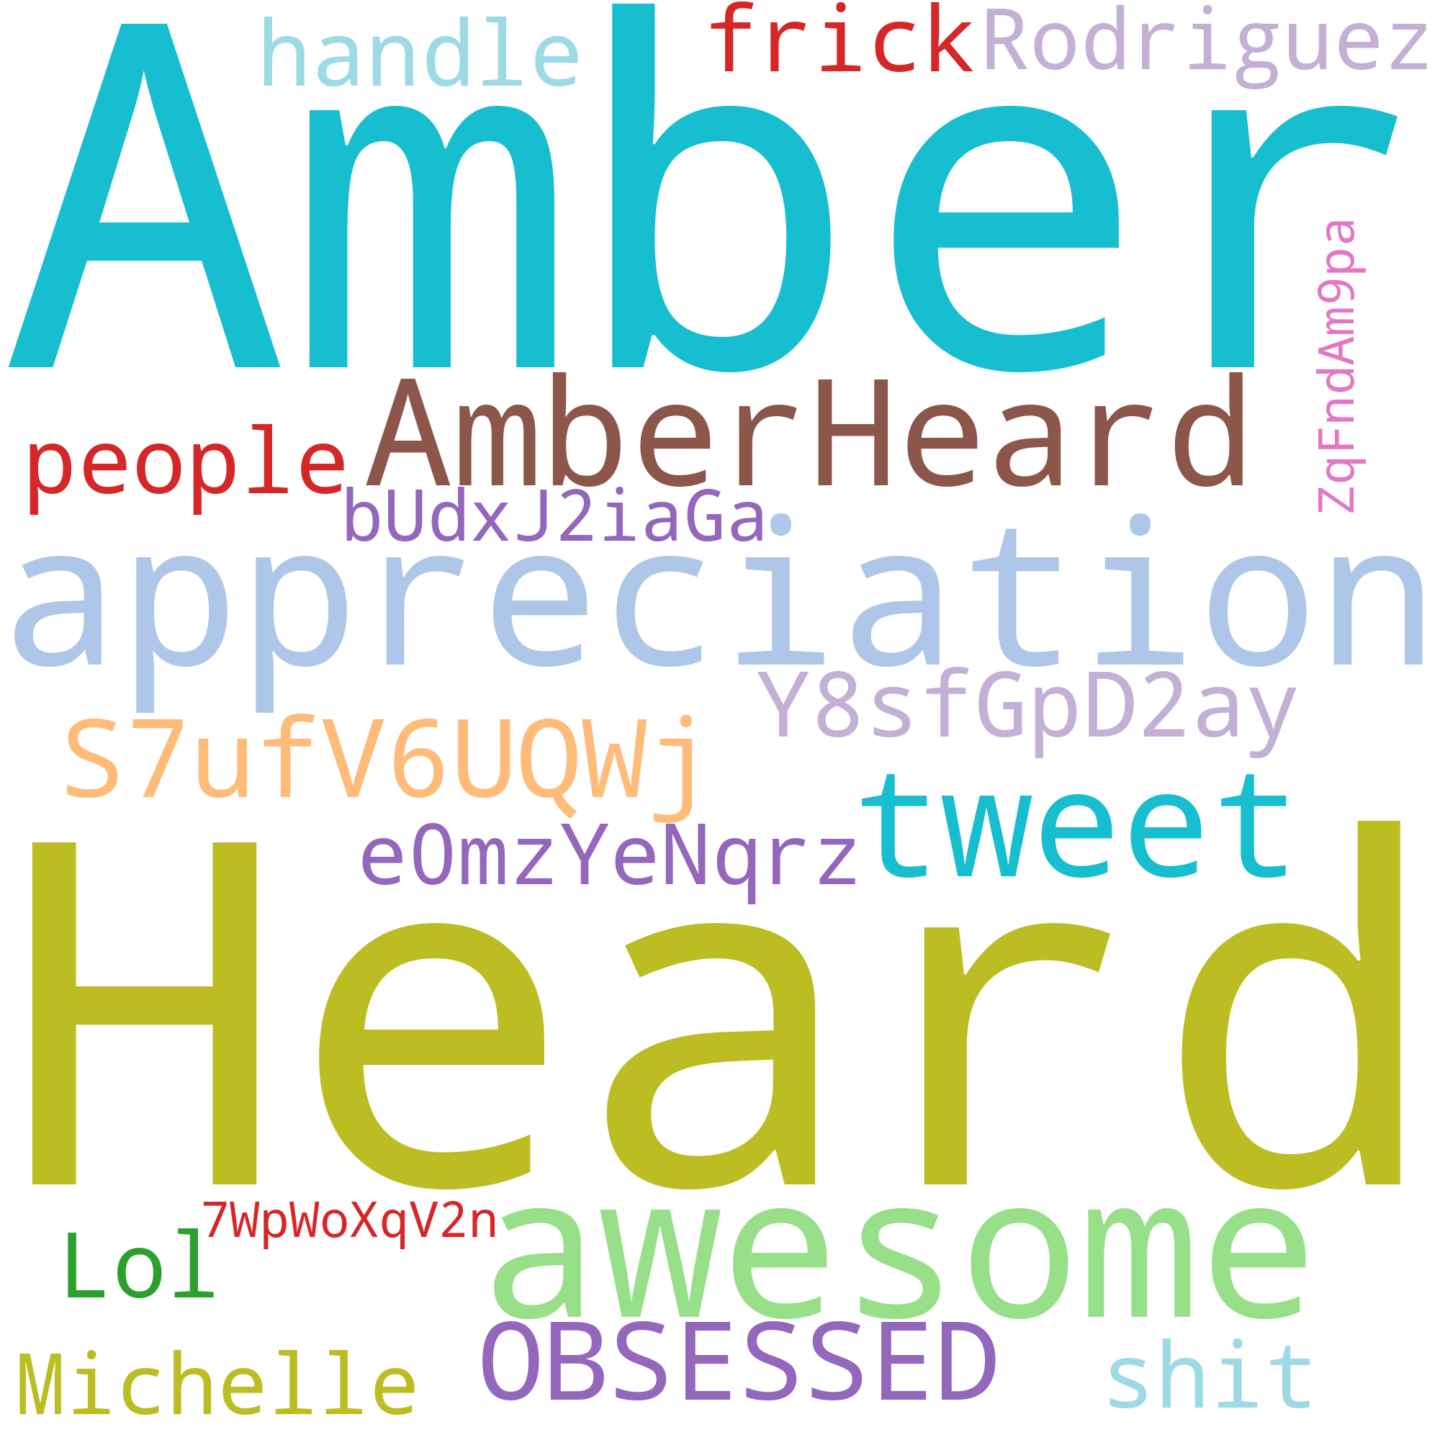 handle
frick
Rodriguez
Amber
ZqFndAm9pa
people
AmberHeard
bUdxJ2iaGa
appreciation
Y8sfGpD2ay
S7ufV6UQWj
tweet
eOmzYeNqrz
Heard
7WpWoXqV2n
awesome
Lol
OBSESSED
Michelle
shit